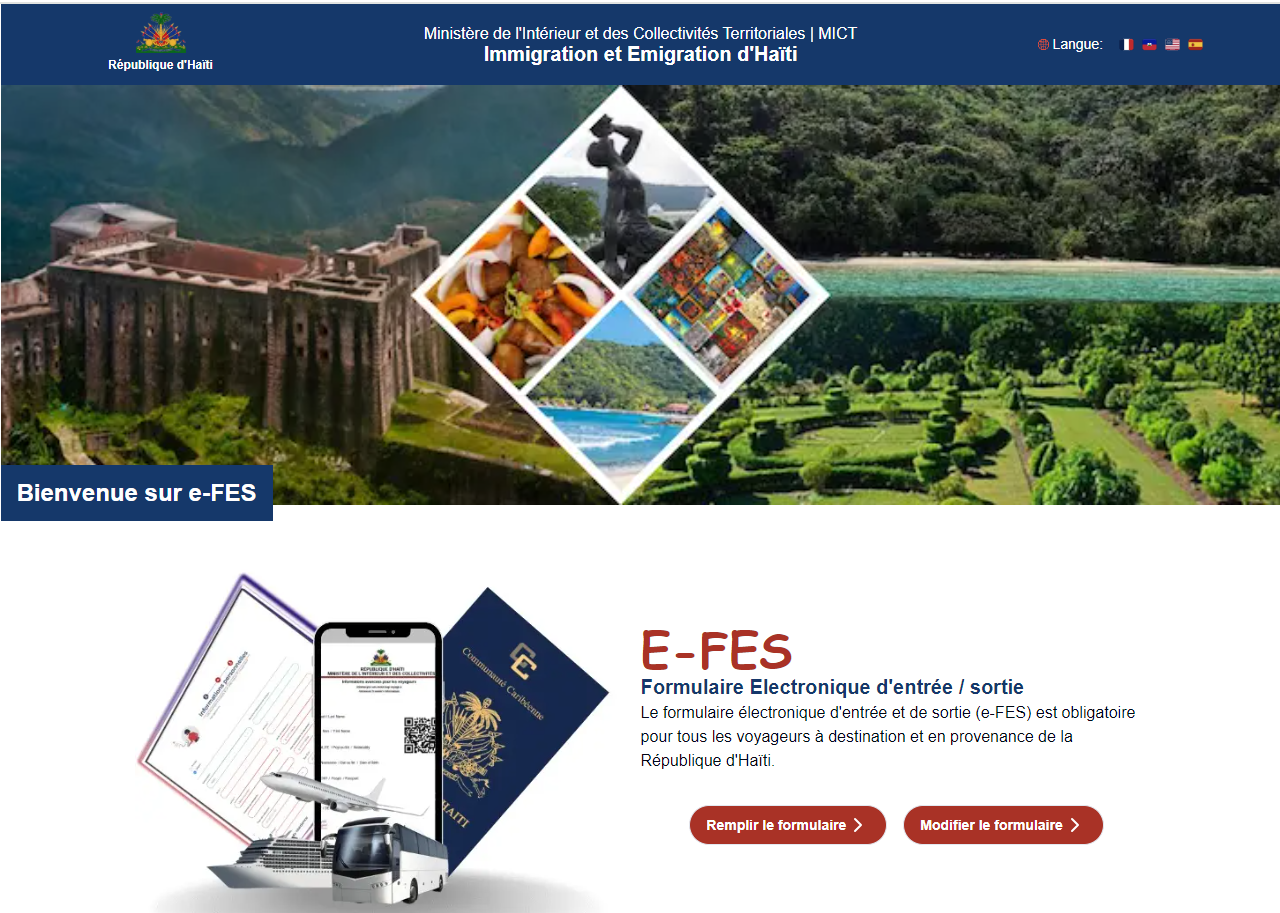 République d'Haïti
Ministère de l'Intérieur et des Collectivités Territoriales | MICT
Immigration et Emigration d'Haïti
Langue:
Bienvenue sur e-FES
Informations personnelles
RÉPUBLIQUE D'HAÏTI
MINISTÈRE DE L'INTÉRIEUR ET DES COLLECTIVITÉS
Communauté Caribéenne
HAITI
E-FES
Formulaire Electronique d'entrée / sortie
Le formulaire électronique d'entrée et de sortie (e-FES) est obligatoire
pour tous les voyageurs à destination et en provenance de la
République d'Haïti.
Remplir le formulaire
Modifier le formulaire